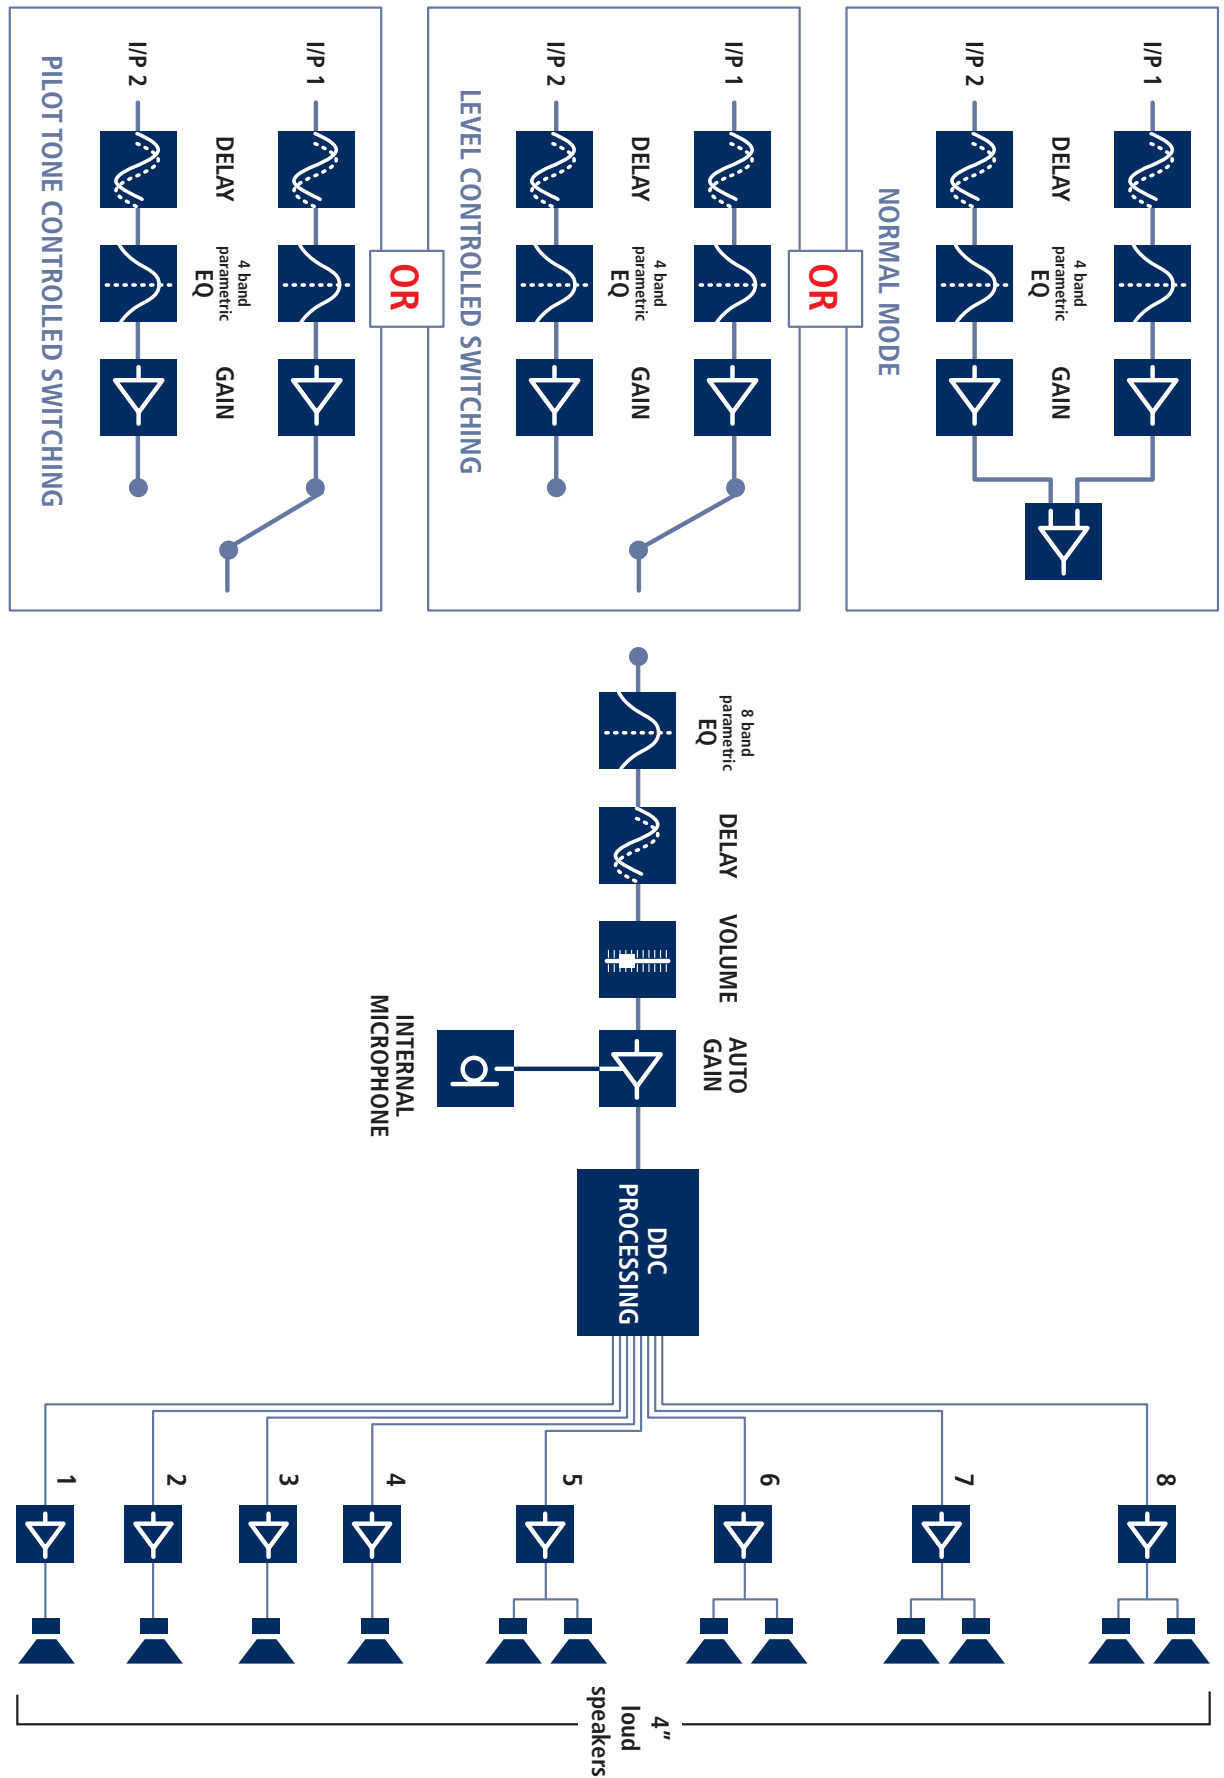 I/P 1
DELAY
4 band
parametric
EQ
GAIN
I/P 2
NORMAL MODE
OR
I/P 1
DELAY
4 band
parametric
EQ
GAIN
I/P 2
LEVEL CONTROLLED SWITCHING
OR
I/P 1
DELAY
4 band
parametric
EQ
GAIN
I/P 2
PILOT TONE CONTROLLED SWITCHING
8 band
parametric
EQ
DELAY
VOLUME
AUTO
GAIN
INTERNAL
MICROPHONE
DDC
PROCESSING
8
7
6
5
4
3
2
1
4″
loud
speakers